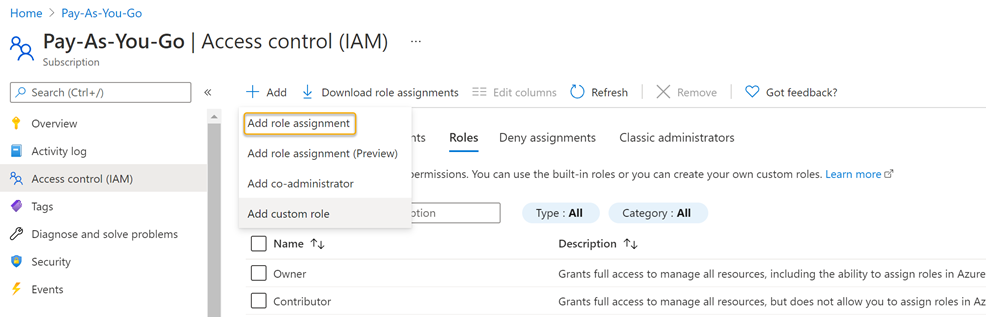 Home > Pay-As-You-Go
Pay-As-You-Go | Access control (IAM) ...
Subscription
Search (Ctrl+/)
«
Add
Download role assignments
Edit columns
Refresh
Remove
Got feedback?
Overview
Activity log
Access control (IAM)
Tags
Diagnose and solve problems
Security
Events
Add role assignment
Add role assignment (Preview)
Add co-administrator
Add custom role
nts
Roles
Deny assignments
Classic administrators
ermissions. You can use the built-in roles or you can create your own custom roles. Learn more
ption
Type : All
Category : All
Name ↑↓
Description ↑↓
Owner
Grants full access to manage all resources, including the ability to assign roles in Azure
Contributor
Grants full access to manage all resources, but does not allow you to assign roles in Az